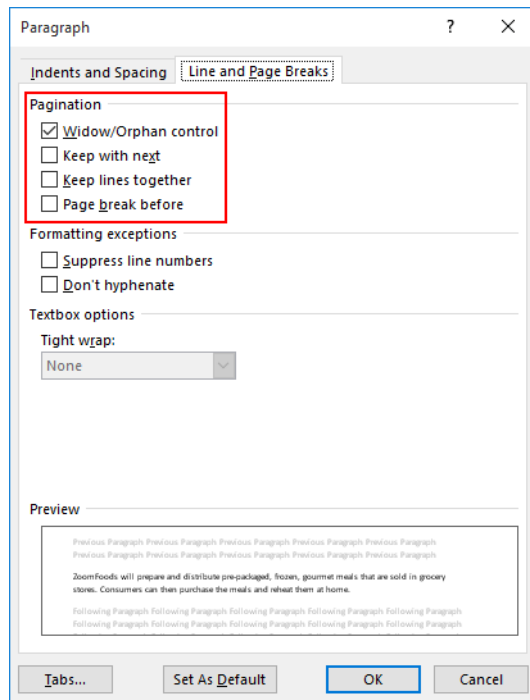 Paragraph ? ×
Indents and Spacing Line and Page Breaks
Pagination
Widow/Orphan control
Keep with next
Keep lines together
Page break before
Formatting exceptions
Suppress line numbers
Don't hyphenate
Textbox options
Tight wrap:
None
Preview
Previous Paragraph Previous Paragraph Previous Paragraph Previous Paragraph Previous Paragraph
Previous Paragraph Previous Paragraph Previous Paragraph Previous Paragraph Previous Paragraph
ZoomFoods will prepare and distribute pre-packaged, frozen, gourmet meals that are sold in grocery
stores. Consumers can then purchase the meals and reheat them at home.
Following Paragraph Following Paragraph Following Paragraph Following Paragraph Following Paragraph
Following Paragraph Following Paragraph Following Paragraph Following Paragraph Following Paragraph
Tabs... Set As Default OK Cancel